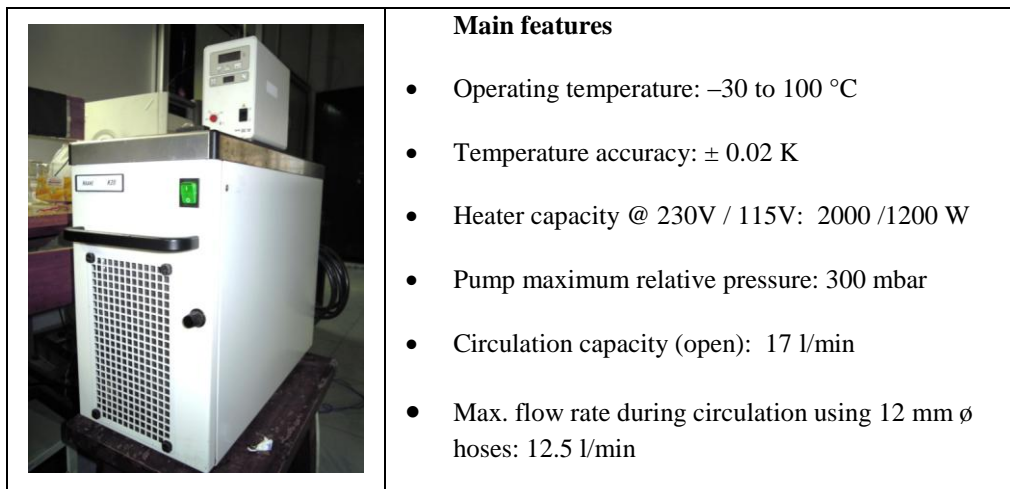 Main features
• Operating temperature: −30 to 100 °C
• Temperature accuracy: ± 0.02 K
• Heater capacity @ 230V / 115V:  2000 /1200 W
• Pump maximum relative pressure: 300 mbar
• Circulation capacity (open):  17 l/min
• Max. flow rate during circulation using 12 mm ø
hoses: 12.5 l/min